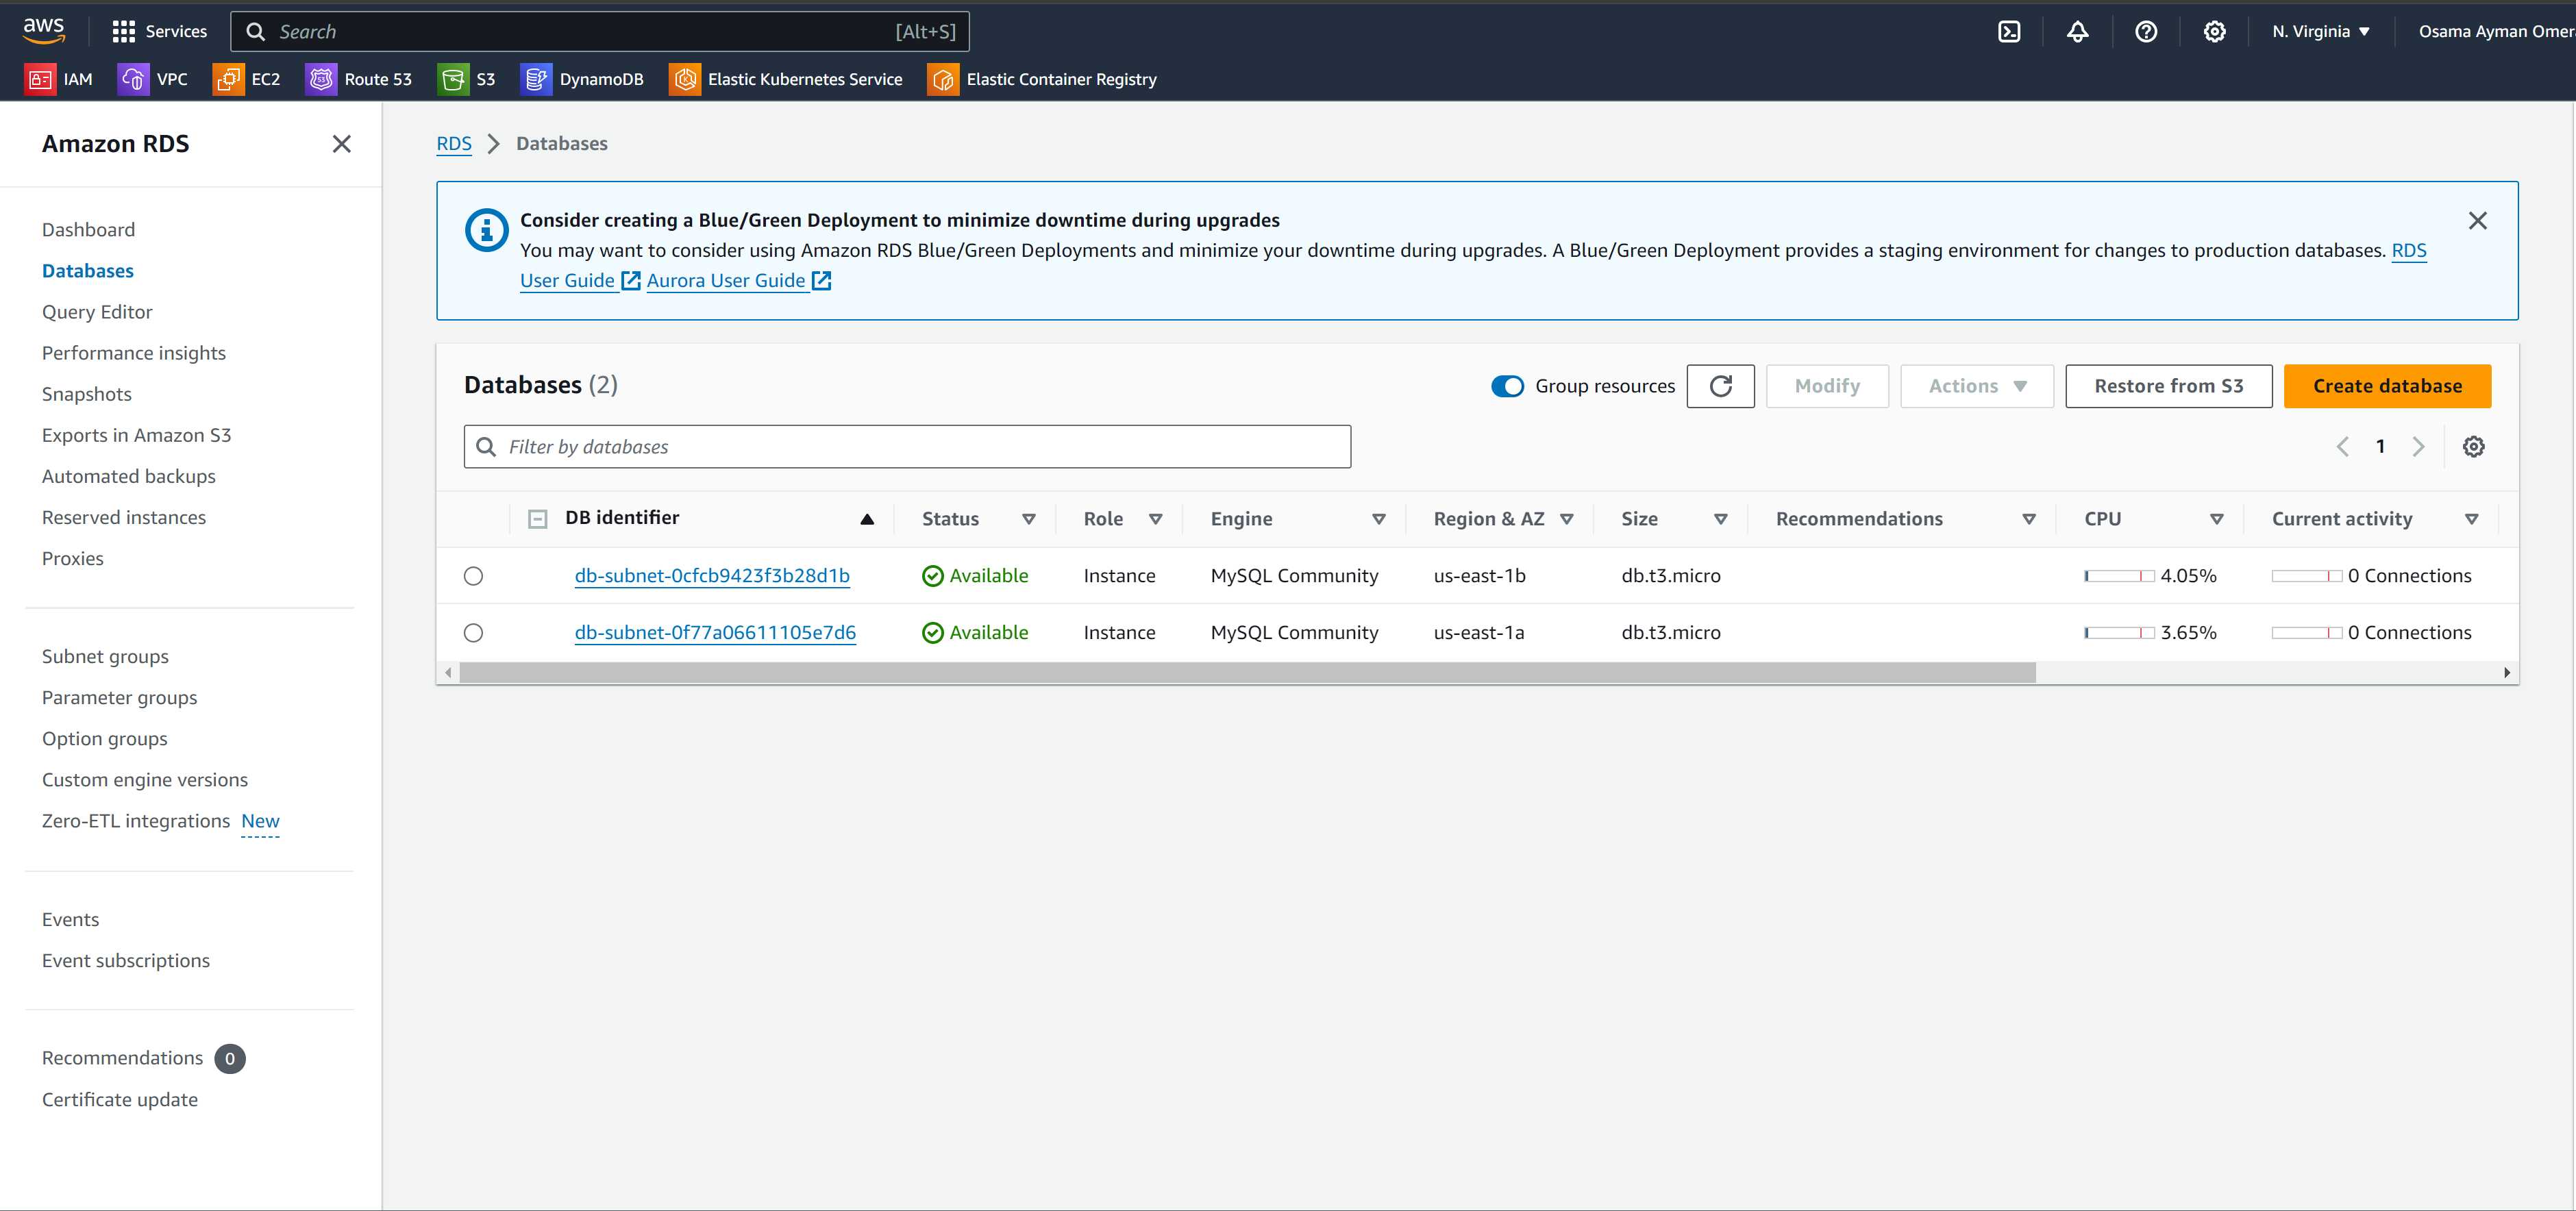 aws
Services
Search
[Alt+S]
N. Virginia
Osama Ayman Omer
IAM
VPC
EC2
Route 53
S3
DynamoDB
Elastic Kubernetes Service
Elastic Container Registry
Amazon RDS
Dashboard
Databases
Query Editor
Performance insights
Snapshots
Exports in Amazon S3
Automated backups
Reserved instances
Proxies
Subnet groups
Parameter groups
Option groups
Custom engine versions
Zero-ETL integrations New
Events
Event subscriptions
Recommendations 0
Certificate update
RDS > Databases
Consider creating a Blue/Green Deployment to minimize downtime during upgrades
You may want to consider using Amazon RDS Blue/Green Deployments and minimize your downtime during upgrades. A Blue/Green Deployment provides a staging environment for changes to production databases. RDS
User Guide Aurora User Guide
Databases (2)
Group resources
Modify
Actions
Restore from S3
Create database
Filter by databases
1
DB identifier Status Role Engine Region & AZ Size Recommendations CPU Current activity
db-subnet-0cfcb9423f3b28d1b Available Instance MySQL Community us-east-1b db.t3.micro 4.05% 0 Connections
db-subnet-0f77a06611105e7d6 Available Instance MySQL Community us-east-1a db.t3.micro 3.65% 0 Connections